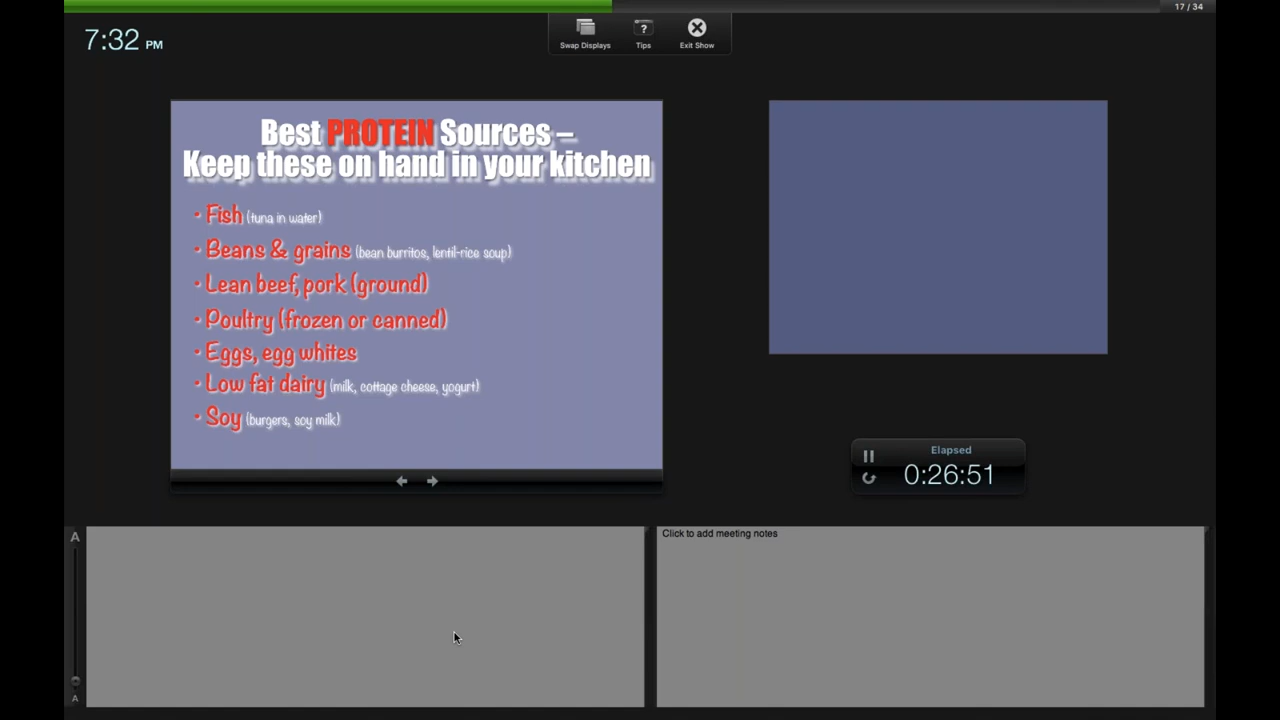 17 / 34
7:32 PM
Swap Displays
Tips
Exit Show
Best PROTEIN Sources –
Keep these on hand in your kitchen
• Fish (tuna in water)
• Beans & grains (bean burritos, lentil-rice soup)
• Lean beef, pork (ground)
• Poultry (frozen or canned)
• Eggs, egg whites
• Low fat dairy (milk, cottage cheese, yogurt)
• Soy (burgers, soy milk)
Elapsed
0:26:51
A
Click to add meeting notes
A